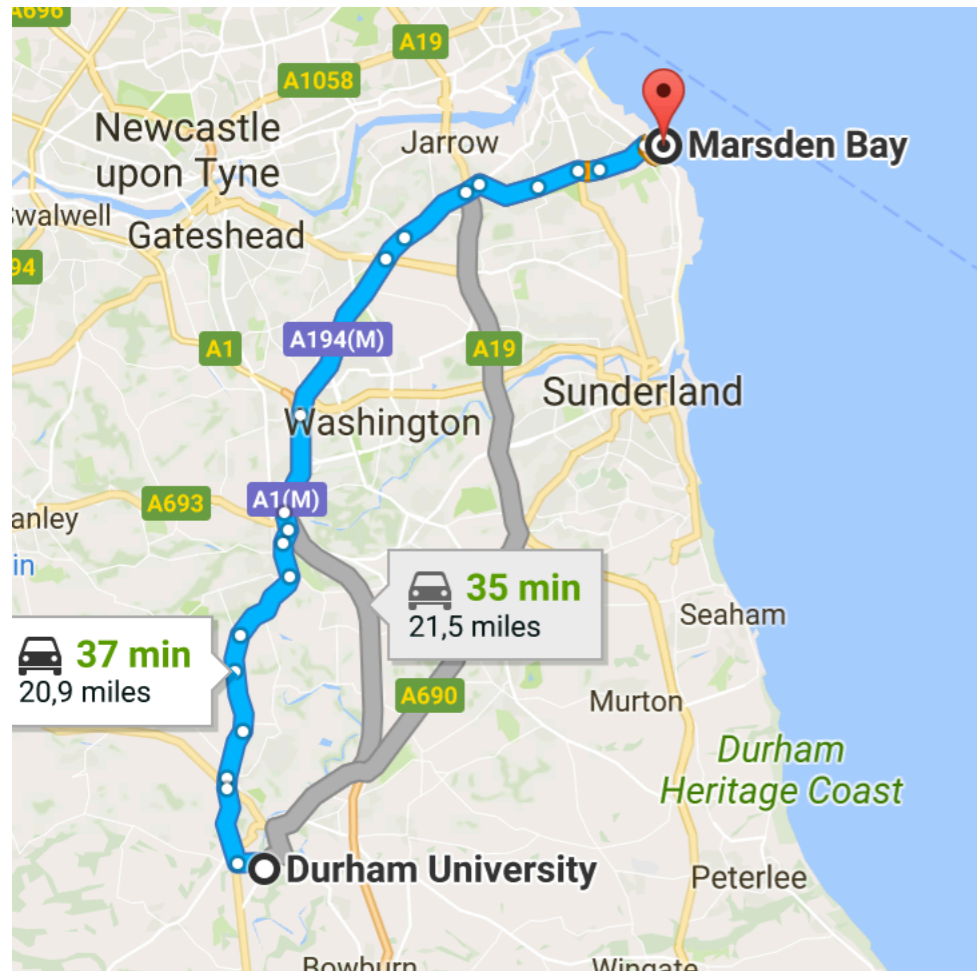 A696
A19
A1058
Newcastle
upon Tyne
Jarrow
Marsden Bay
Swalwell
Gateshead
94
A194(M)
A1
A19
Sunderland
Washington
A1(M)
A693
anley
in
35 min
21,5 miles
Seaham
37 min
20,9 miles
A690
Murton
Durham
Heritage Coast
Durham University
Peterlee
Bowburn
Wingate